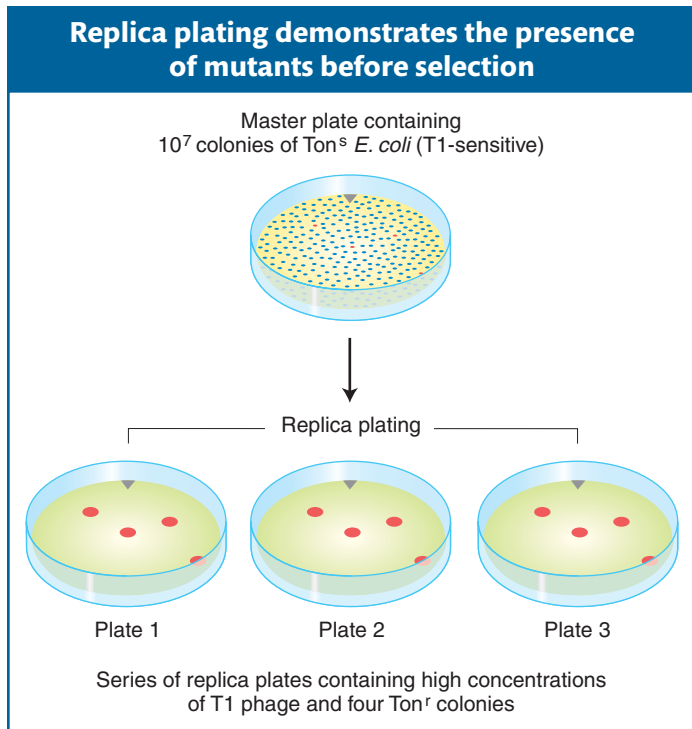 Replica plating demonstrates the presence
of mutants before selection
Master plate containing
10⁷ colonies of Tonˢ E. coli (T1-sensitive)
Replica plating
Plate 1
Plate 2
Plate 3
Series of replica plates containing high concentrations
of T1 phage and four Tonʳ colonies